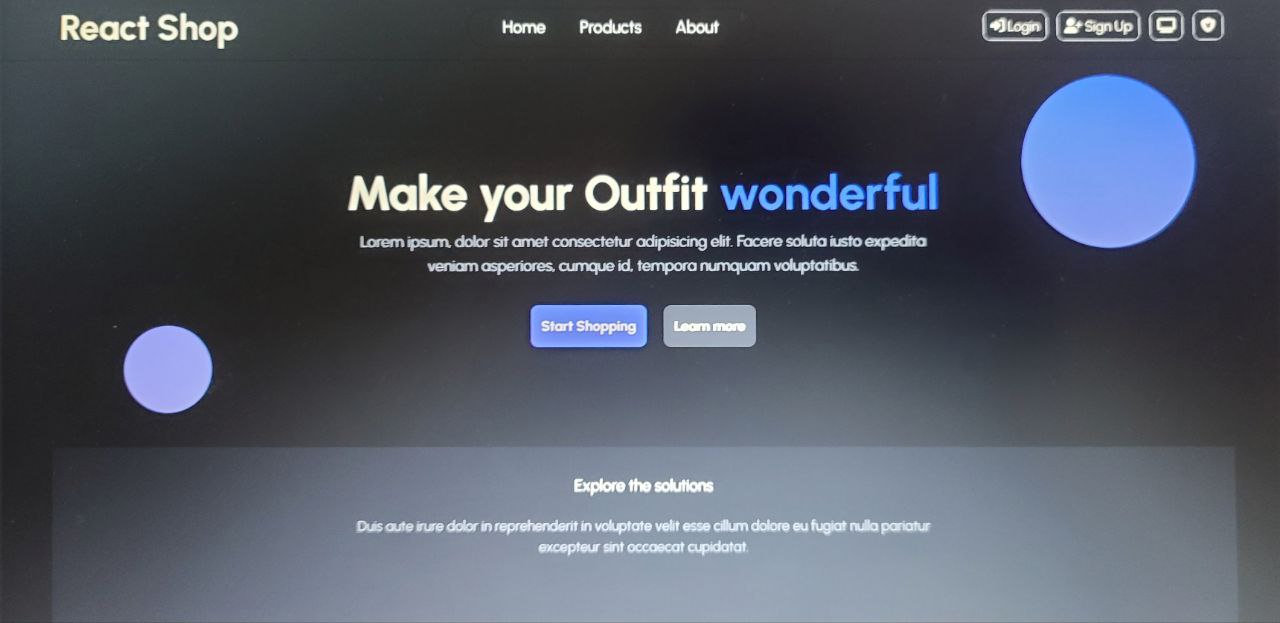 React Shop
Home Products About
Login Sign Up
Make your Outfit wonderful
Lorem ipsum, dolor sit amet consectetur adipisicing elit. Facere soluta iusto expedita
veniam asperiores, cumque id, tempora numquam voluptatibus.
Start Shopping Learn more
Explore the solutions
Duis aute irure dolor in reprehenderit in voluptate velit esse cillum dolore eu fugiat nulla pariatur
excepteur sint occaecat cupidatat.